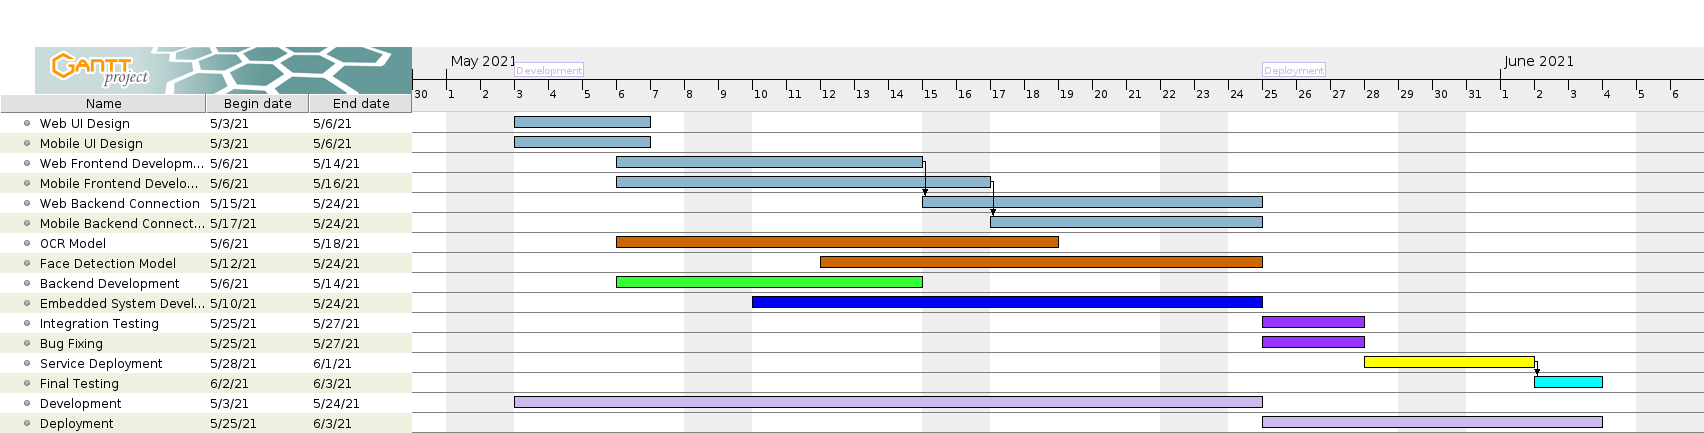 GANTT
project
May 2021
June 2021
Development
Deployment
30 1 2 3 4 5 6 7 8 9 10 11 12 13 14 15 16 17 18 19 20 21 22 23 24 25 26 27 28 29 30 31 1 2 3 4 5 6
Name Begin date End date
Web UI Design 5/3/21 5/6/21
Mobile UI Design 5/3/21 5/6/21
Web Frontend Developm... 5/6/21 5/14/21
Mobile Frontend Develo... 5/6/21 5/16/21
Web Backend Connection 5/15/21 5/24/21
Mobile Backend Connect... 5/17/21 5/24/21
OCR Model 5/6/21 5/18/21
Face Detection Model 5/12/21 5/24/21
Backend Development 5/6/21 5/14/21
Embedded System Devel... 5/10/21 5/24/21
Integration Testing 5/25/21 5/27/21
Bug Fixing 5/25/21 5/27/21
Service Deployment 5/28/21 6/1/21
Final Testing 6/2/21 6/3/21
Development 5/3/21 5/24/21
Deployment 5/25/21 6/3/21